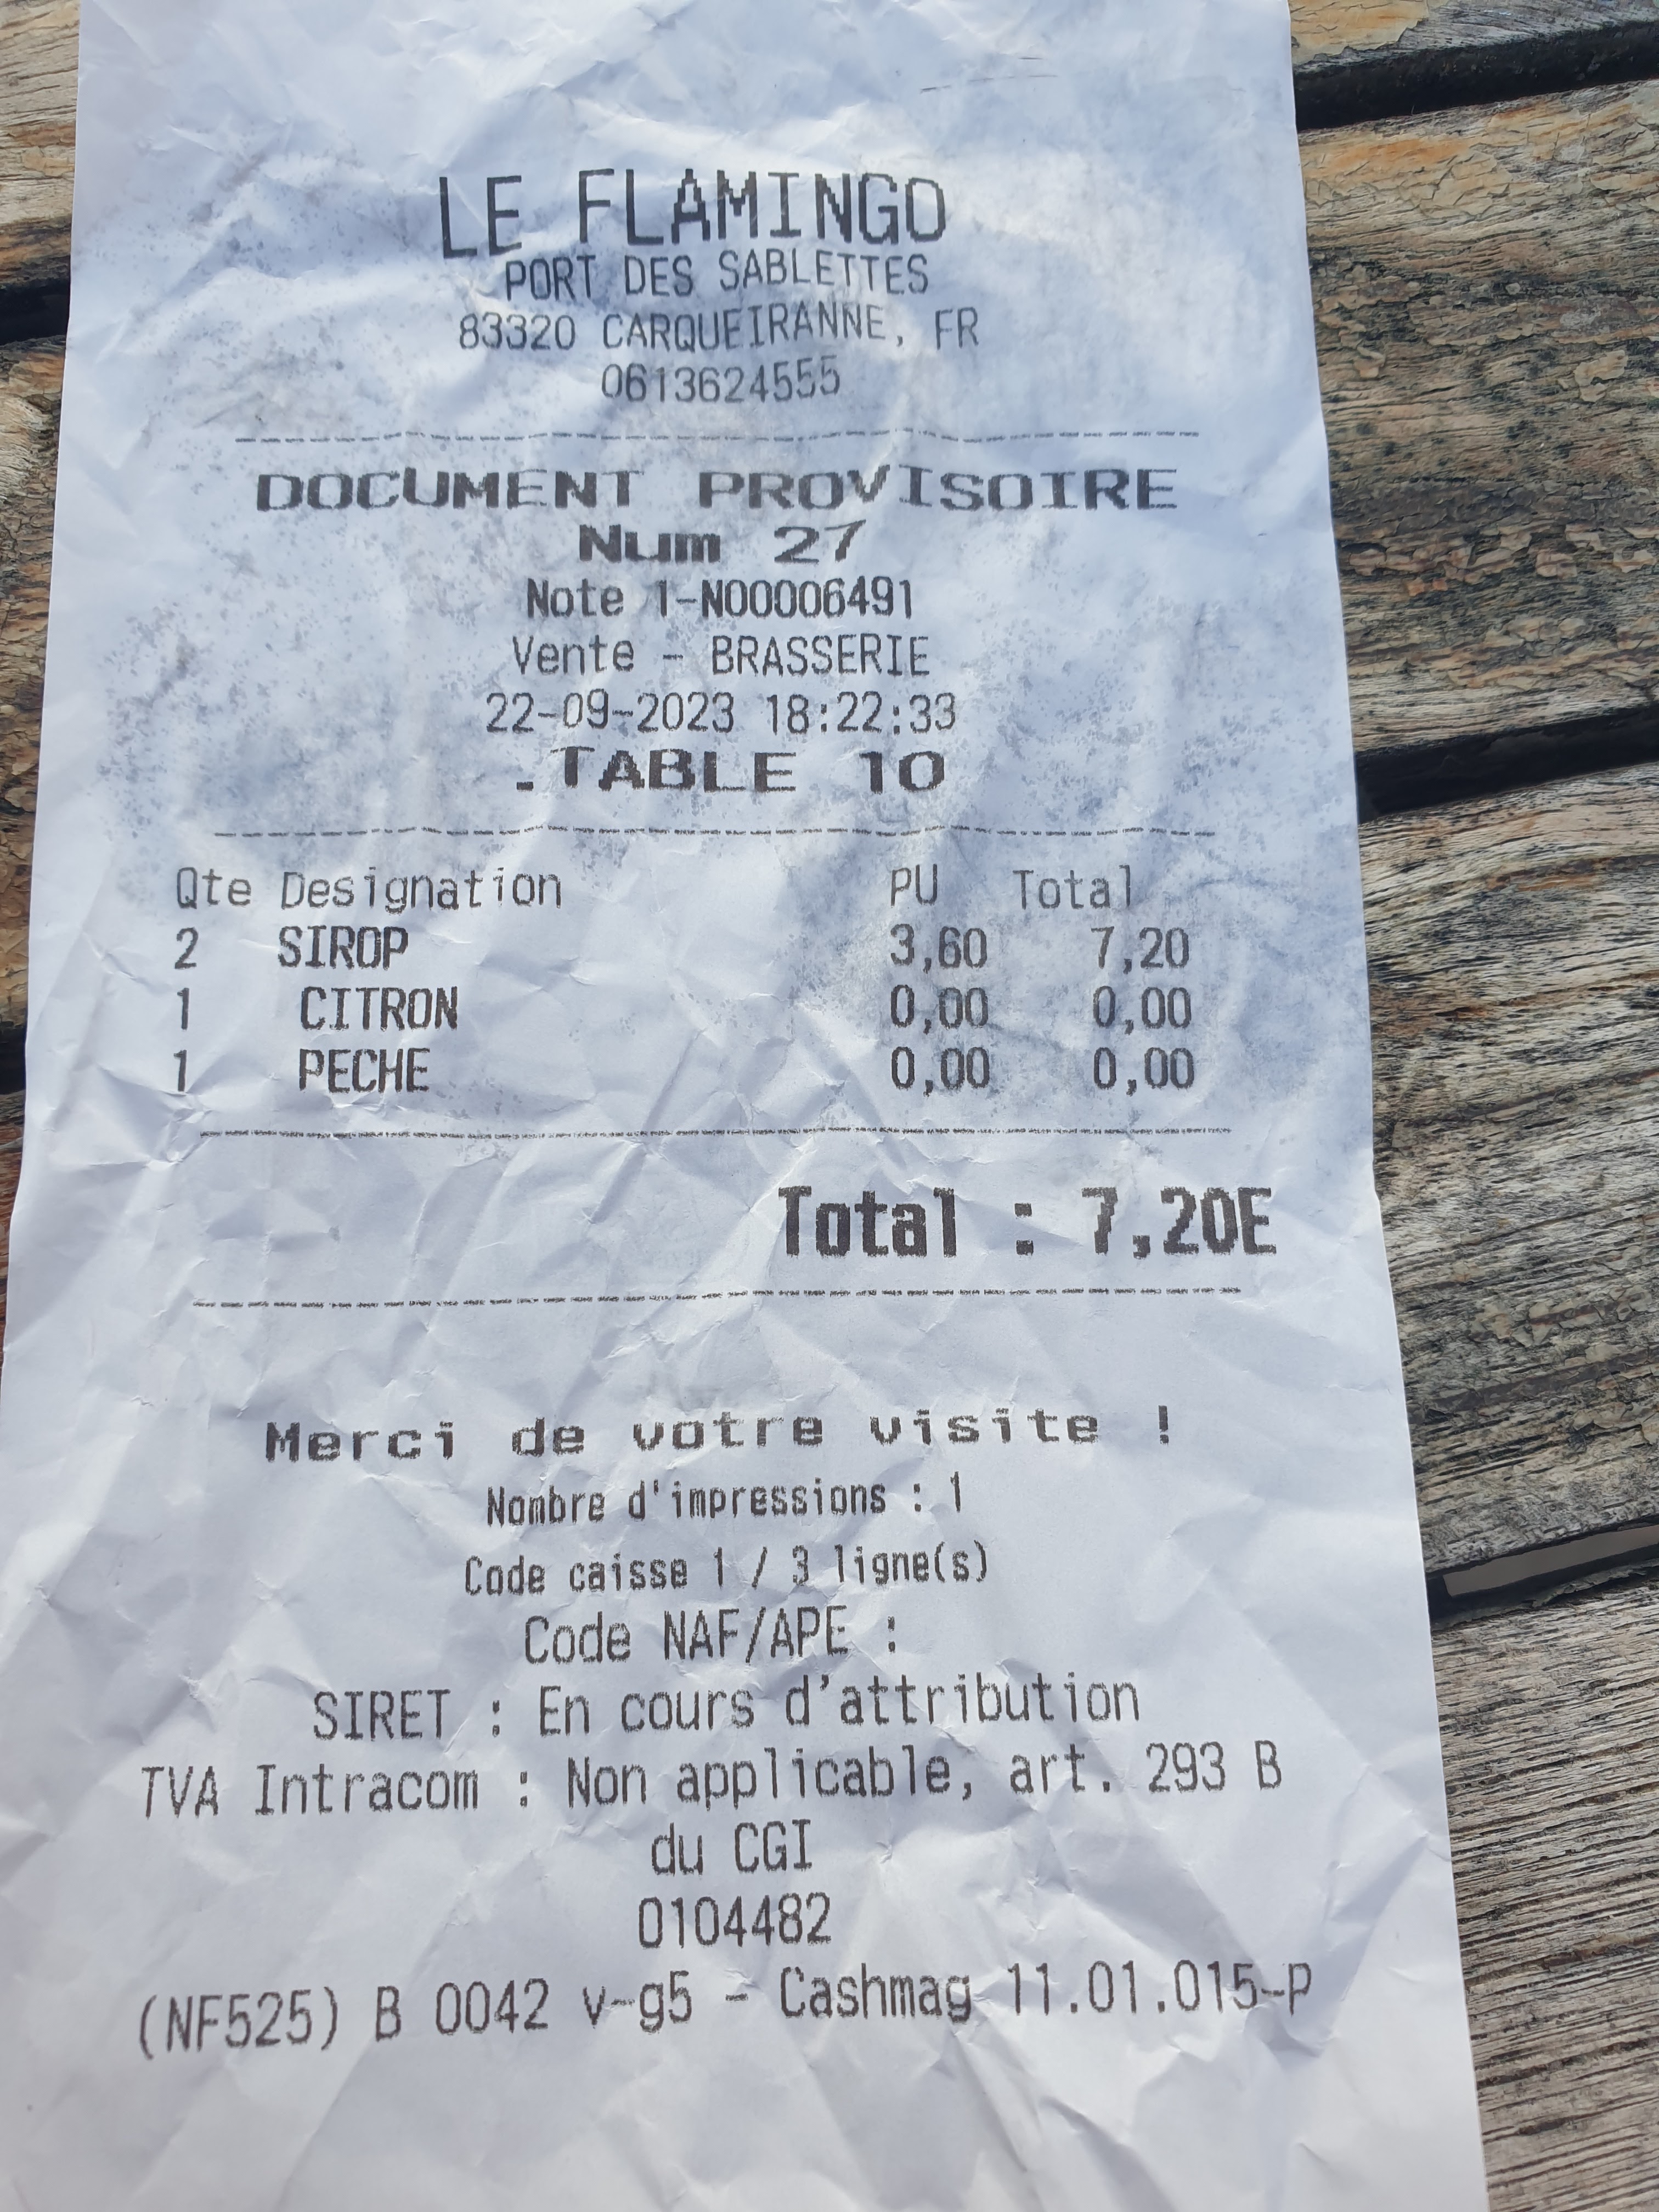 LE FLAMINGO
PORT DES SABLETTES
83320 CARQUEIRANNE, FR
0613624555
DOCUMENT PROVISOIRE
Num 27
Note 1-N00006491
Vente - BRASSERIE
22-09-2023 18:22:33
.TABLE 10
Qte Designation PU Total
2 SIROP 3,60 7,20
1 CITRON 0,00 0,00
1 PECHE 0,00 0,00
Total : 7,20E
Merci de votre visite !
Nombre d'impressions : 1
Code caisse 1 / 3 ligne(s)
Code NAF/APE :
SIRET : En cours d'attribution
TVA Intracom : Non applicable, art. 293 B
du CGI
0104482
(NF525) B 0042 v-g5 - Cashmag 11.01.015-p